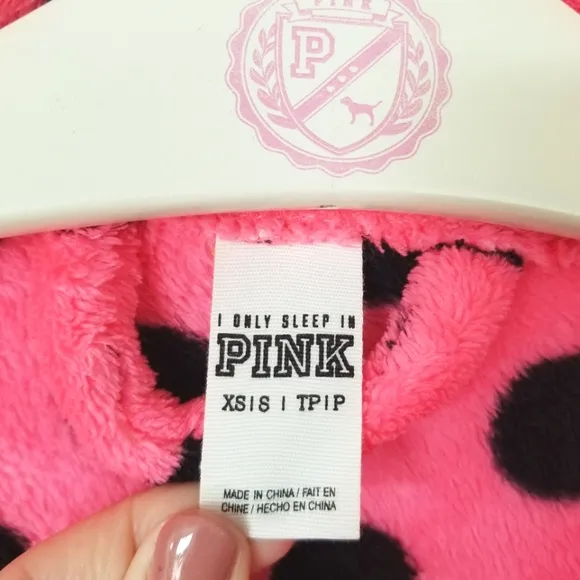 PINK
P
I ONLY SLEEP IN
PINK
XS|S | TP|P
MADE IN CHINA / FAIT EN
CHINE / HECHO EN CHINA